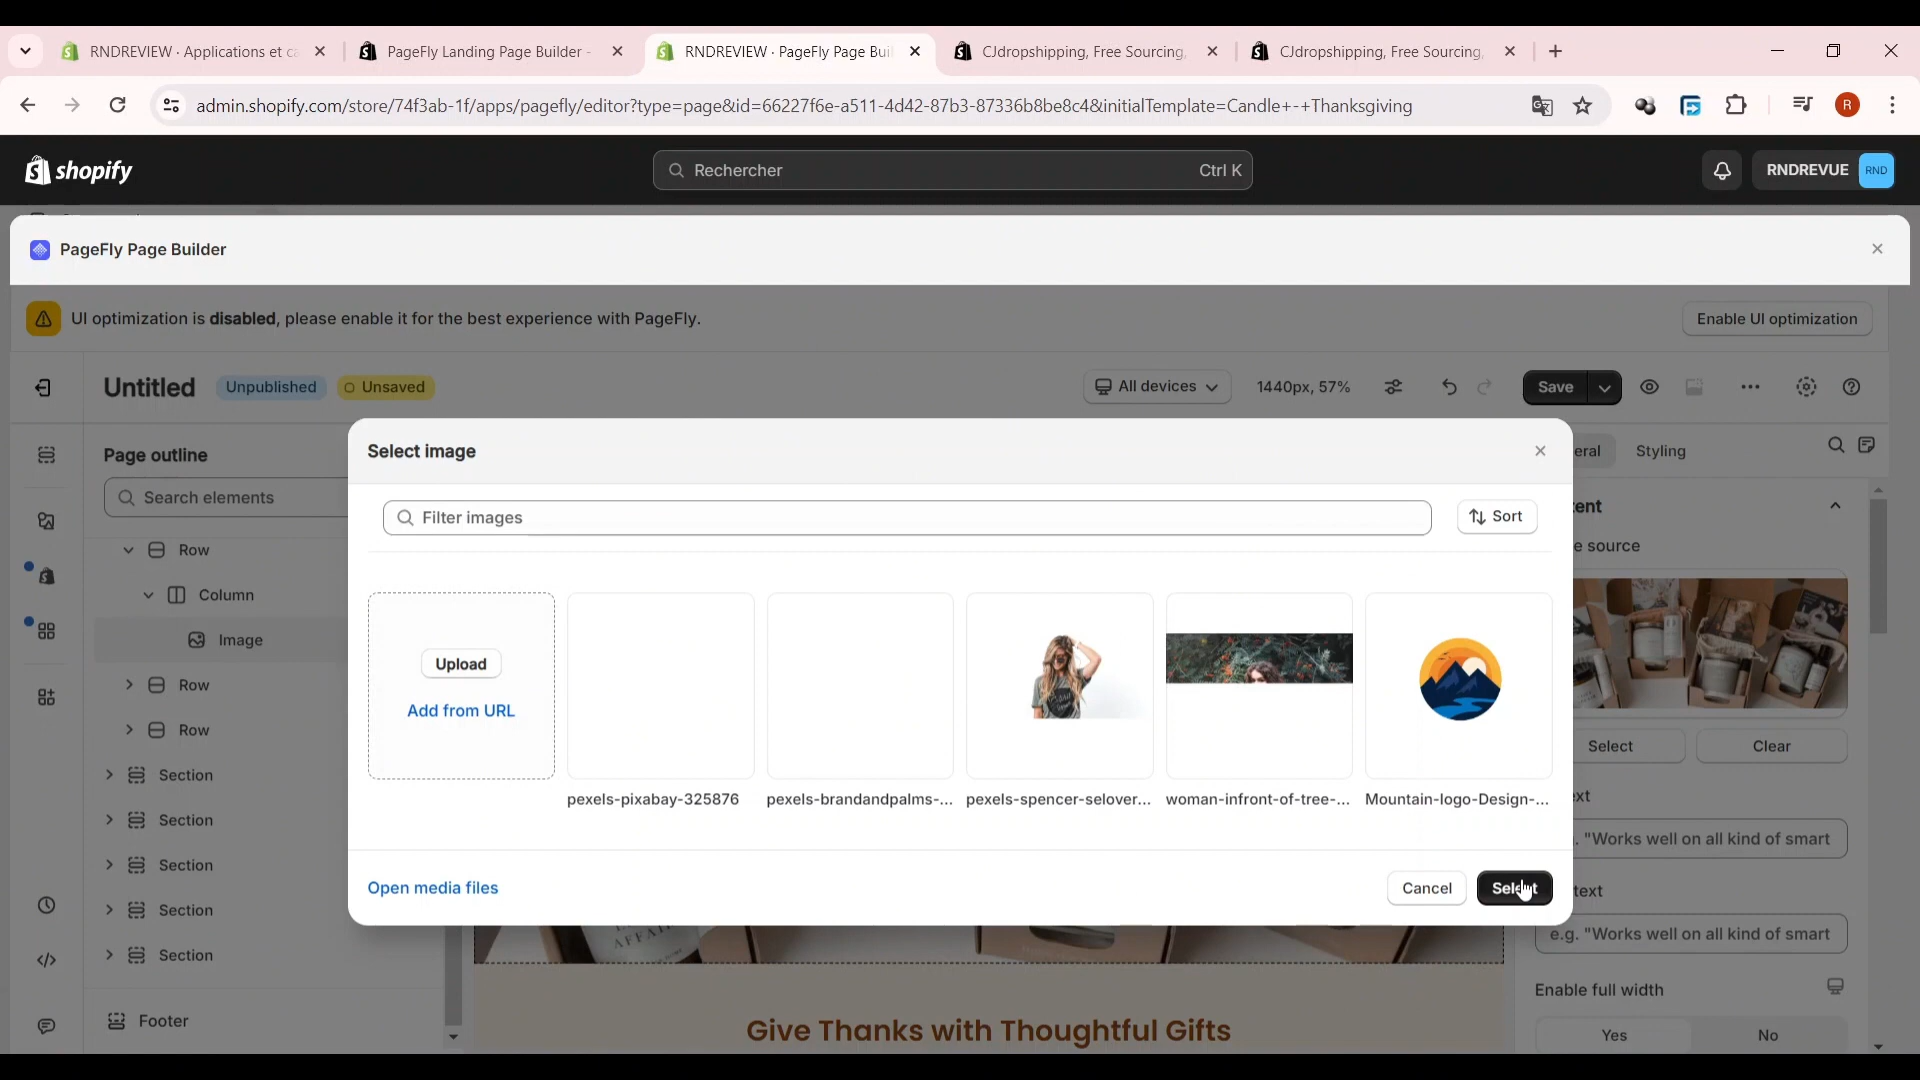 RNDREVIEW · Applications et ca
PageFly Landing Page Builder -
RNDREVIEW · PageFly Page Buil
CJdropshipping, Free Sourcing,
CJdropshipping, Free Sourcing,
admin.shopify.com/store/74f3ab-1f/apps/pagefly/editor?type=page&id=66227f6e-a511-4d42-87b3-87336b8be8c4&initialTemplate=Candle+-+Thanksgiving
R
shopify
Rechercher
Ctrl K
RNDREVUE
RND
PageFly Page Builder
UI optimization is disabled, please enable it for the best experience with PageFly.
Enable UI optimization
Untitled
Unpublished
Unsaved
All devices
1440px, 57%
Save
Page outline
Search elements
Row
Column
Image
Row
Row
Section
Section
Section
Section
Section
Footer
Select image
Filter images
Sort
Upload
Add from URL
pexels-pixabay-325876
pexels-brandandpalms-...
pexels-spencer-selover...
woman-infront-of-tree-...
Mountain-logo-Design-...
Open media files
Cancel
Select
eral
Styling
tent
e source
Select
Clear
ext
. "Works well on all kind of smart
text
e.g. "Works well on all kind of smart
Enable full width
Yes
No
AFFAIR
Give Thanks with Thoughtful Gifts